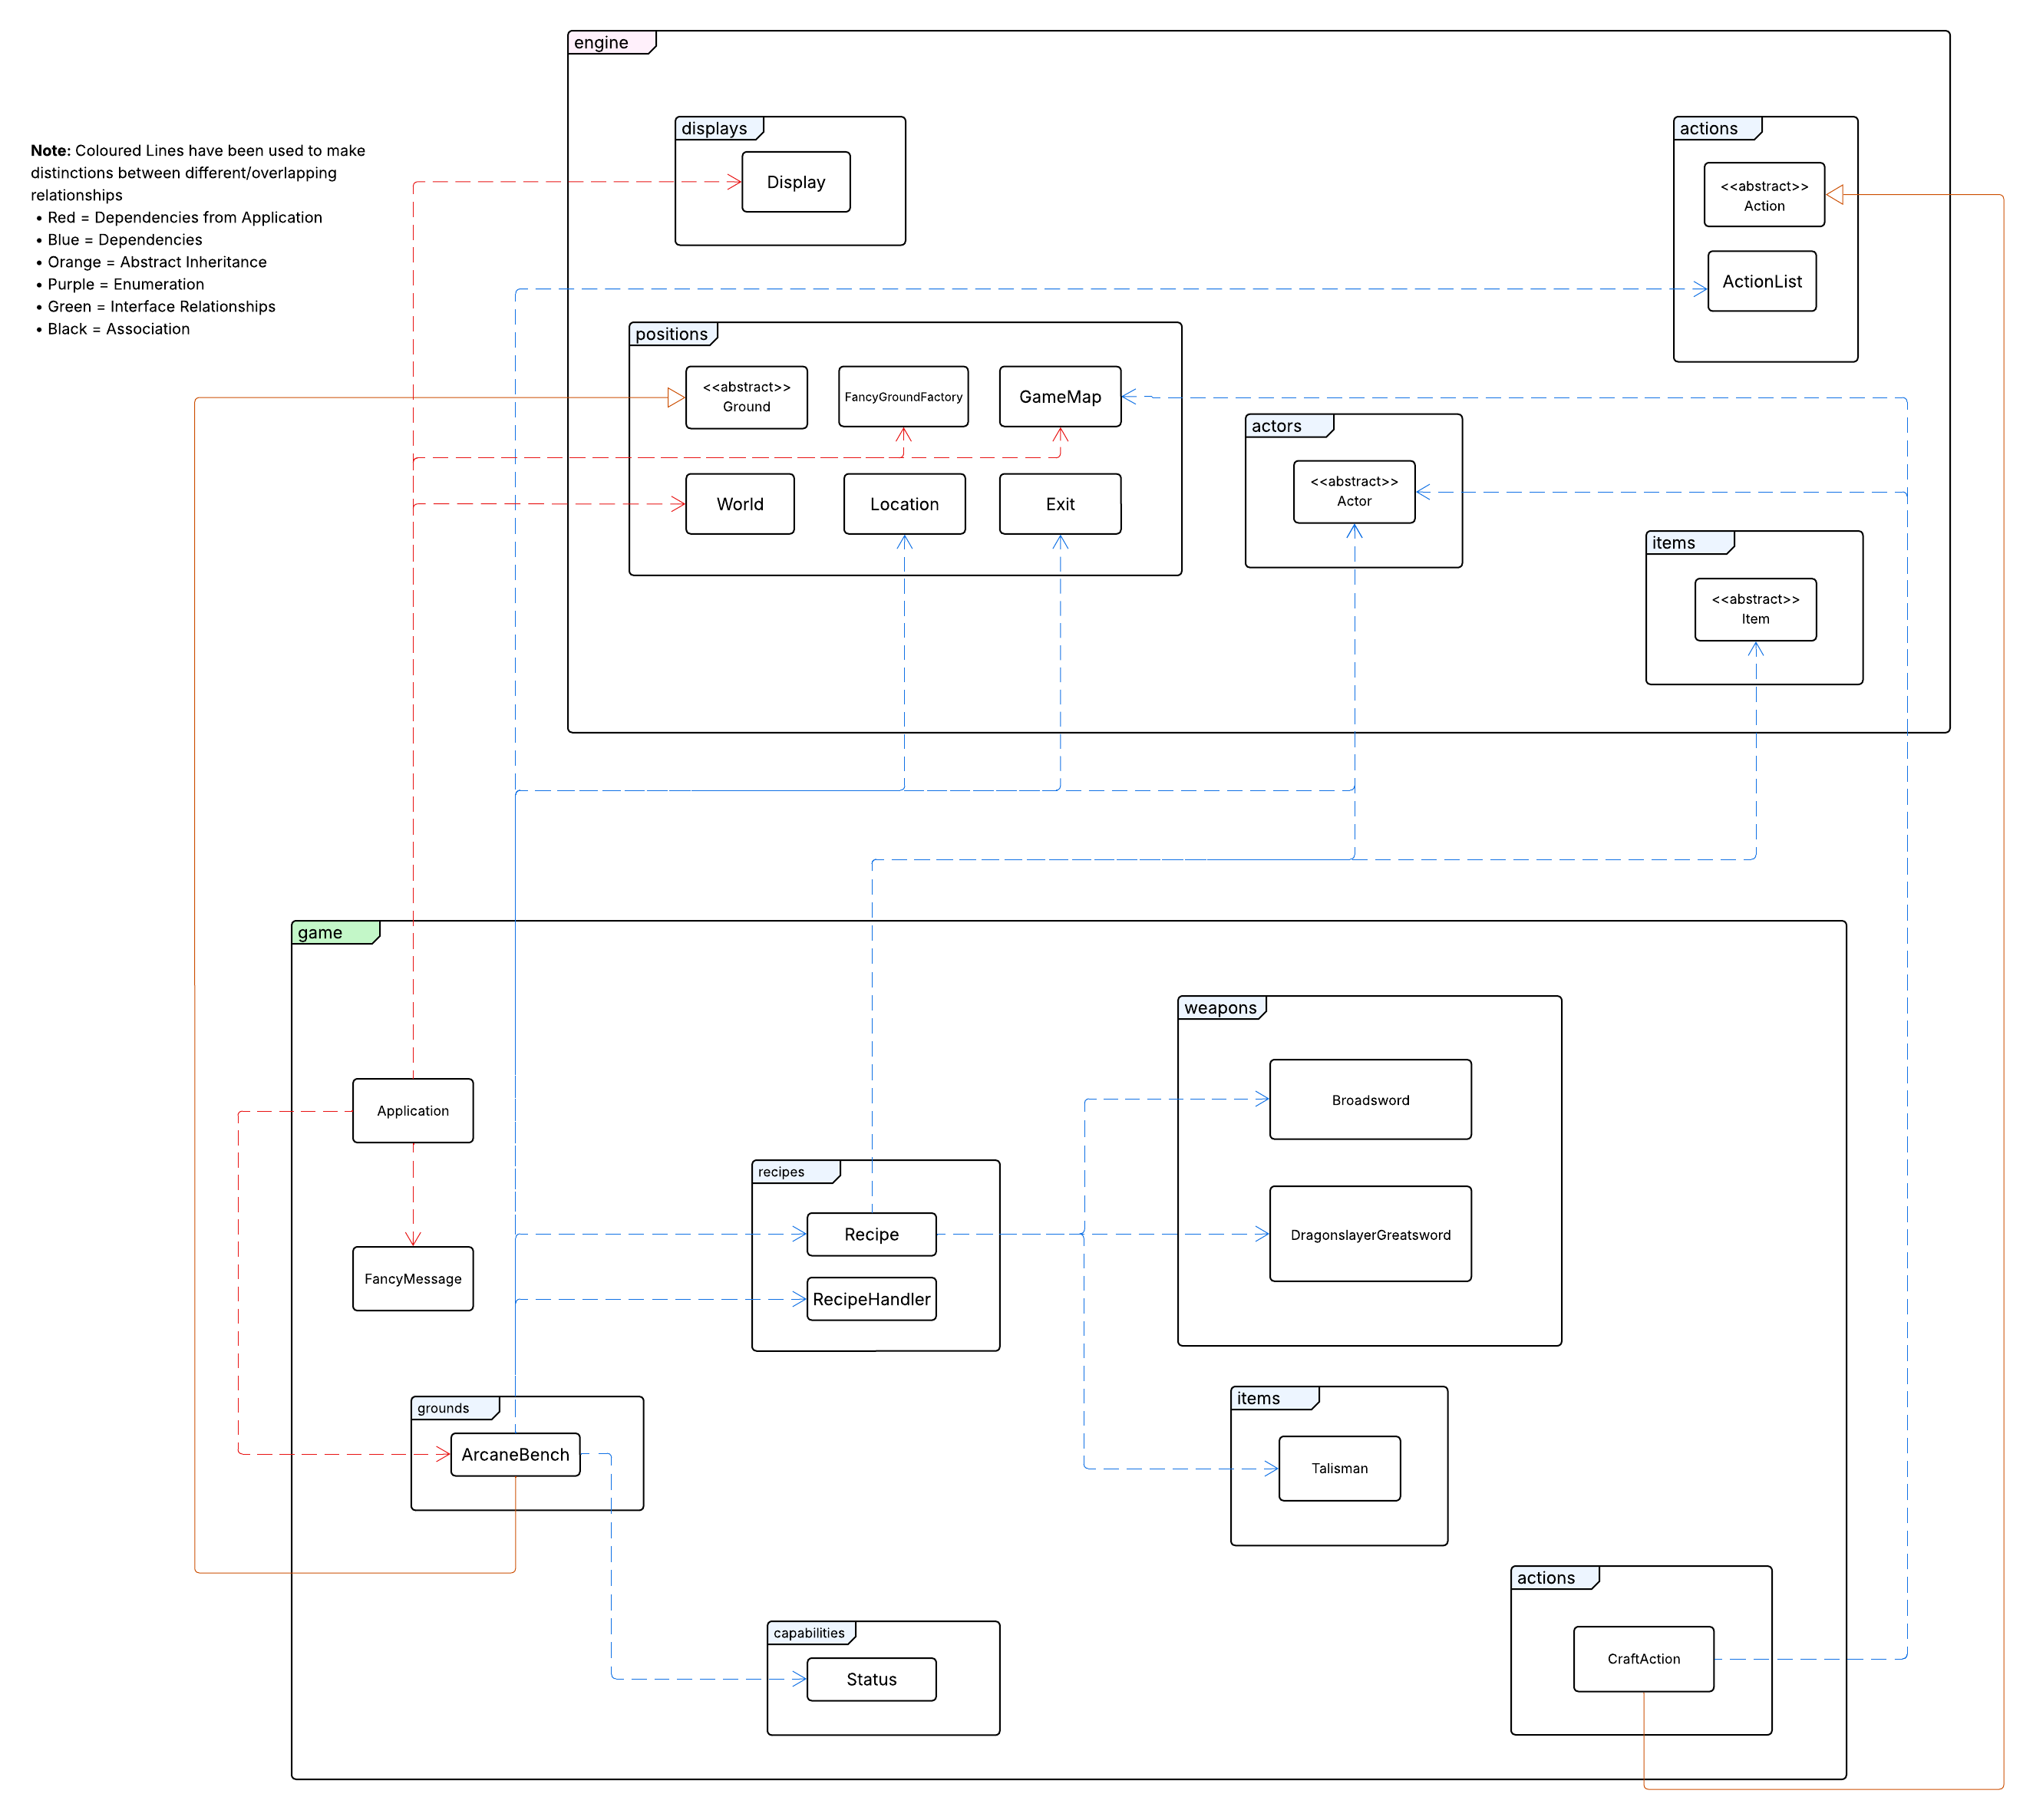 engine
displays
Display
actions
<<abstract>>
Action
ActionList
Note: Coloured Lines have been used to make
distinctions between different/overlapping
relationships
• Red = Dependencies from Application
• Blue = Dependencies
• Orange = Abstract Inheritance
• Purple = Enumeration
• Green = Interface Relationships
• Black = Association
positions
<<abstract>>
Ground
FancyGroundFactory
GameMap
World
Location
Exit
actors
<<abstract>>
Actor
items
<<abstract>>
Item
game
weapons
Broadsword
DragonslayerGreatsword
Application
FancyMessage
recipes
Recipe
RecipeHandler
grounds
ArcaneBench
items
Talisman
actions
CraftAction
capabilities
Status